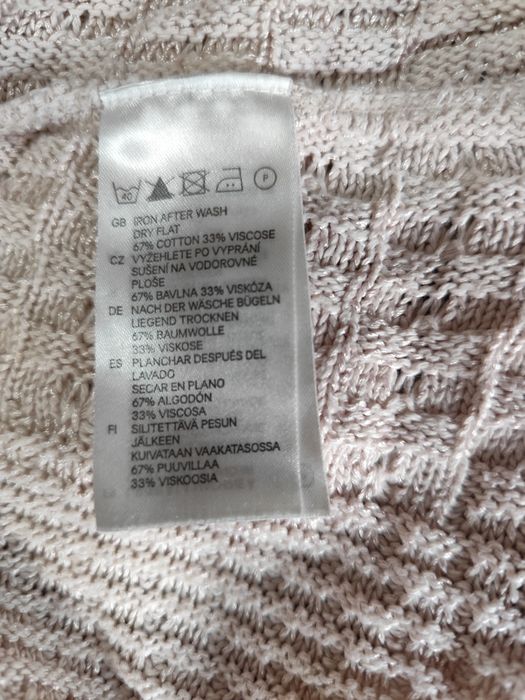 40 P
GB IRON AFTER WASH
DRY FLAT
67% COTTON 33% VISCOSE
CZ VYŽEHLETE PO VYPRÁNÍ
SUŠENÍ NA VODOROVNÉ
PLOŠE
67% BAVLNA 33% VISKÓZA
DE NACH DER WÄSCHE BÜGELN
LIEGEND TROCKNEN
67% BAUMWOLLE
33% VISKOSE
ES PLANCHAR DESPUÉS DEL
LAVADO
SECAR EN PLANO
67% ALGODÓN
33% VISCOSA
FI SILITETTÄVÄ PESUN
JÄLKEEN
KUIVATAAN VAAKATASOSSA
67% PUUVILLAA
33% VISKOOSIA